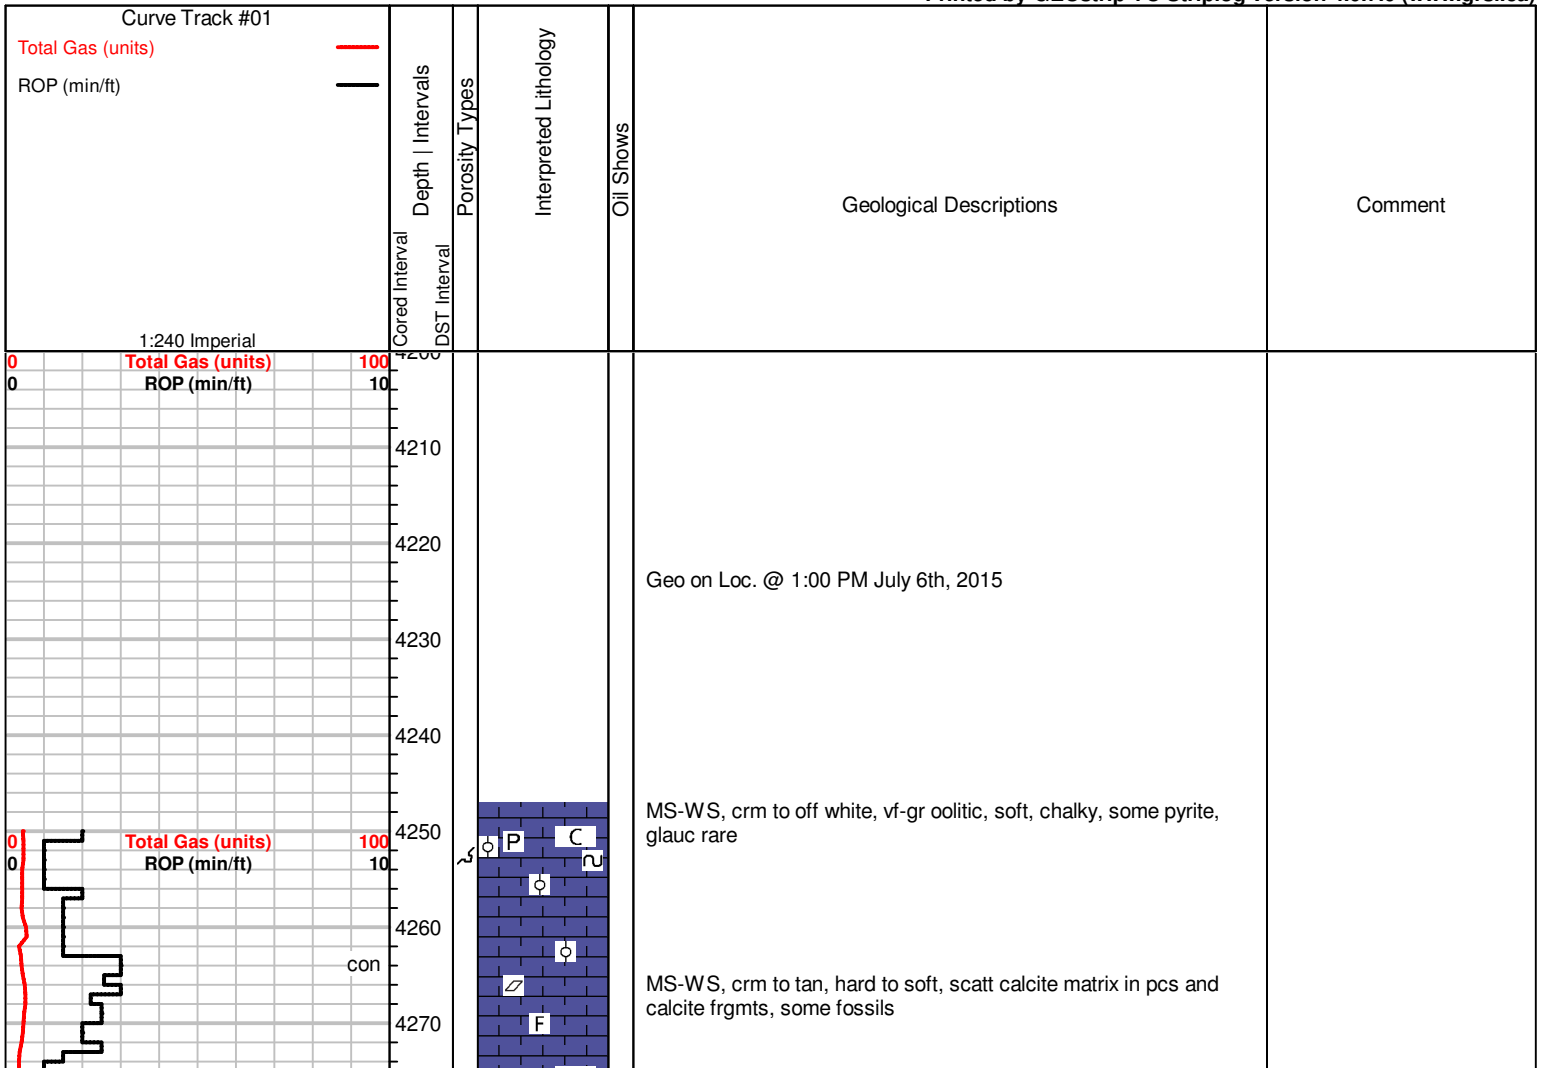 Curve Track #01
Total Gas (units)
ROP (min/ft)
1:240 Imperial
Depth | Intervals
Cored Interval
DST Interval
Porosity Types
Interpreted Lithology
Oil Shows
Geological Descriptions
Comment
0 Total Gas (units) 100
0 ROP (min/ft) 10
4200
4210
4220
Geo on Loc. @ 1:00 PM July 6th, 2015
4230
4240
MS-WS, crm to off white, vf-gr oolitic, soft, chalky, some pyrite,
glauc rare
4250
0 Total Gas (units) 100
0 ROP (min/ft) 10
P C
4260
con
MS-WS, crm to tan, hard to soft, scatt calcite matrix in pcs and
calcite frgmts, some fossils
4270
F